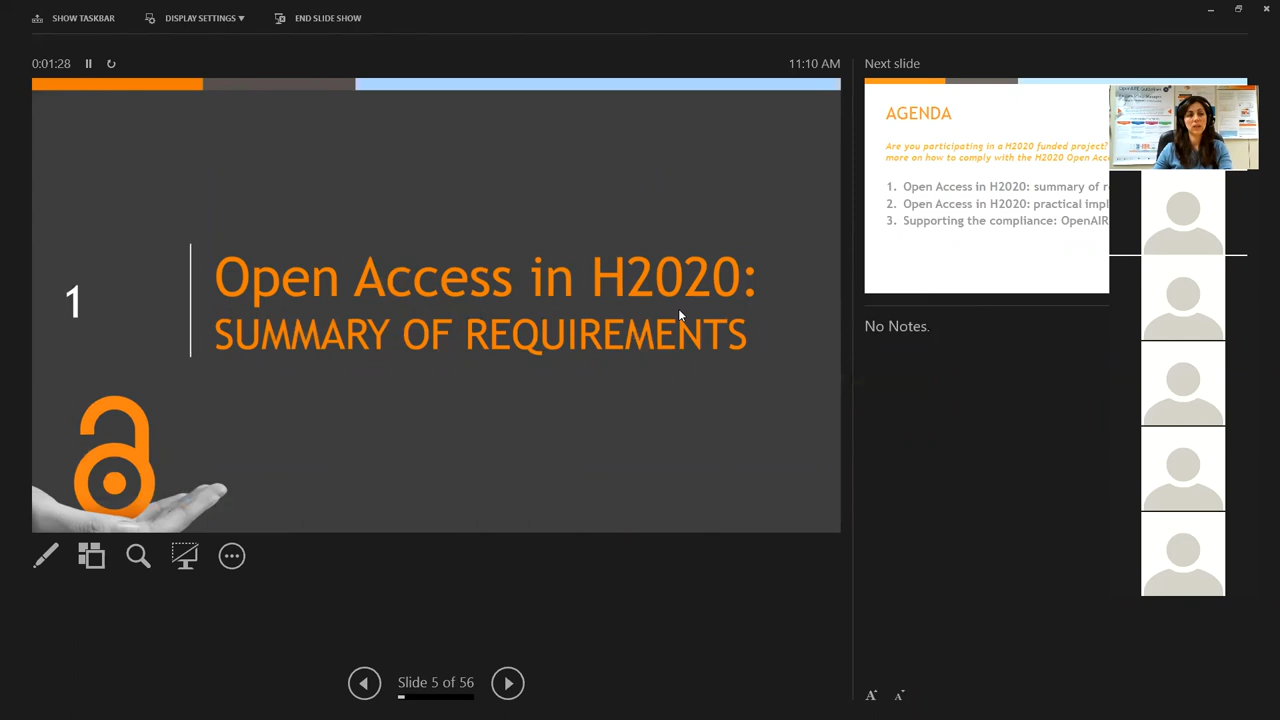 SHOW TASKBAR
DISPLAY SETTINGS ▼
END SLIDE SHOW
0:01:28
11:10 AM
1
Open Access in H2020:
SUMMARY OF REQUIREMENTS
Slide 5 of 56
Next slide
AGENDA
Are you participating in a H2020 funded project?
more on how to comply with the H2020 Open Acc
1. Open Access in H2020: summary of r
2. Open Access in H2020: practical impl
3. Supporting the compliance: OpenAIR
OpenAIRE Guidelines
No Notes.